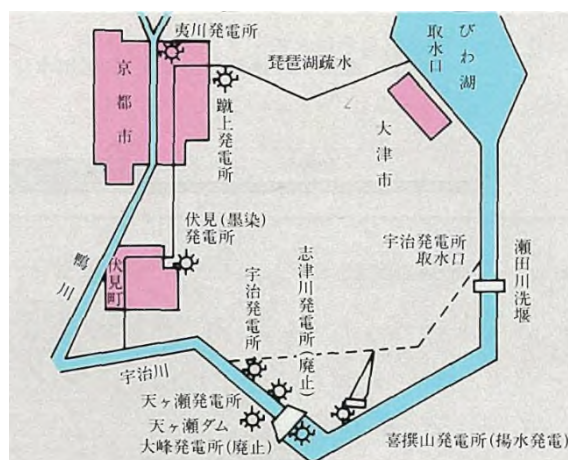 夷川発電所
京都市
琵琶湖疏水
取水口
びわ湖
蹴上発電所
大津市
伏見(墨染)
発電所
宇治発電所
取水口
瀬田川洗堰
鴨川
伏見町
宇治発電所
志津川発電所(廃止)
宇治川
天ヶ瀬発電所
天ヶ瀬ダム
大峰発電所(廃止)
喜撰山発電所(揚水発電)